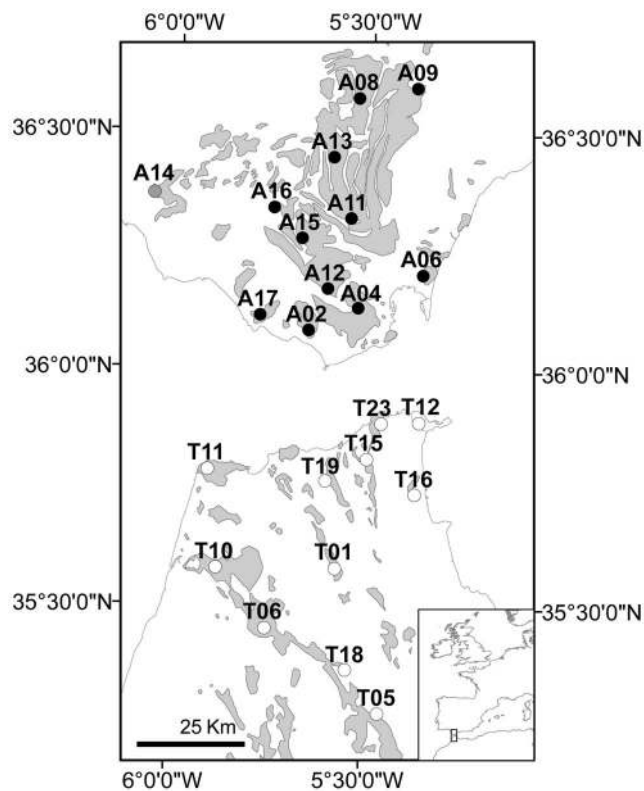 6°0'0"W 5°30'0"W
A09
A08
36°30'0"N
36°30'0"N
A13
A14
A16
A11
A15
A06
A12
A04
A17
A02
36°0'0"N
36°0'0"N
T23 T12
T11
T15
T19
T16
T10
T01
35°30'0"N
35°30'0"N
T06
T18
T05
25 Km
6°0'0"W 5°30'0"W